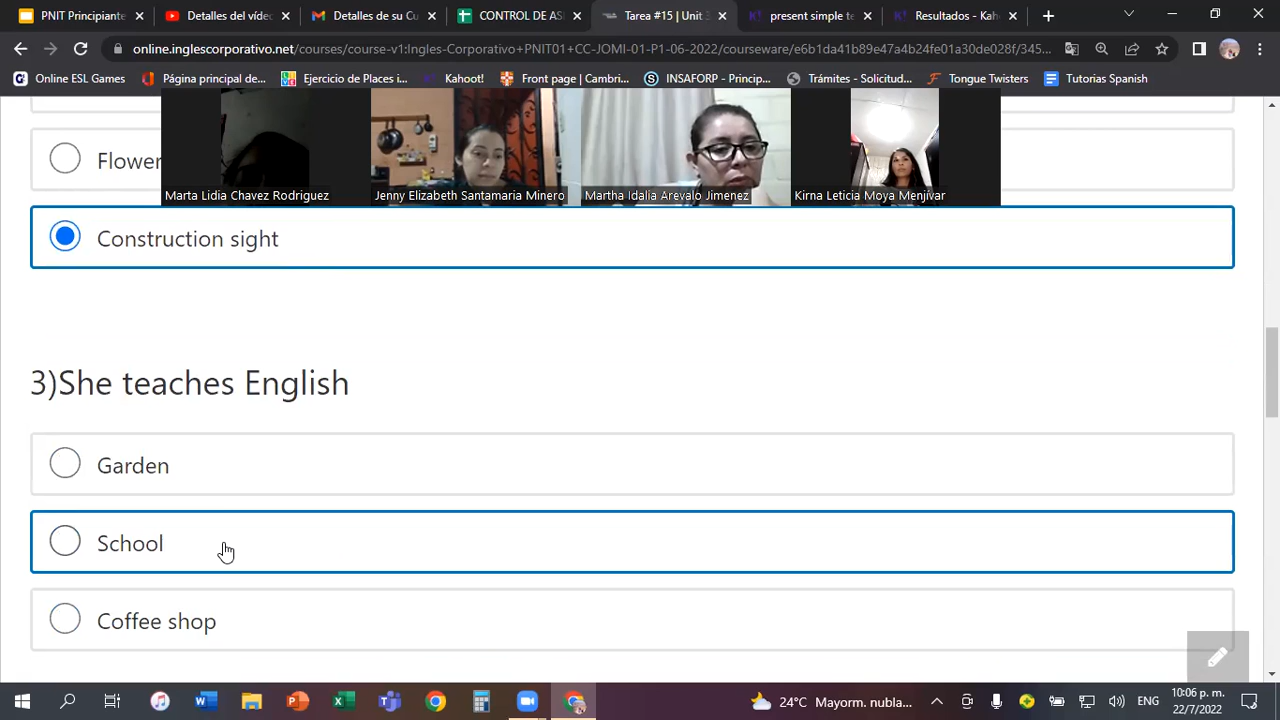 PNIT Principiante
Detalles del vídeo
Detalles de su Cu
CONTROL DE AS
Tarea #15 | Unit
present simple te
Resultados - Kah
online.inglescorporativo.net/courses/course-v1:Ingles-Corporativo+PNIT01+CC-JOMI-01-P1-06-2022/courseware/e6b1da41b89e47a4b24fe01a30de028f/345...
Online ESL Games
Página principal d...
Ejercicio de Places i...
Kahoot!
Front page | Cambri...
INSAFORP - Princip...
Trámites - Solicitud...
Tongue Twisters
Tutorias Spanish
Marta Lidia Chavez Rodriguez
Jenny Elizabeth Santamaria Minero
Martha Idalia Arevalo Jimenez
Kirna Leticia Moya Menjivar
Flower
Construction sight
3)She teaches English
Garden
School
Coffee shop
24°C Mayorm. nubla...
ENG
10:06 p. m.
22/7/2022